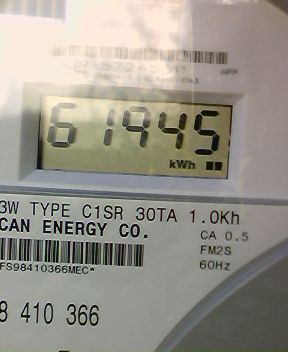 61945
kWh
3W TYPE C1SR 30TA 1.0Kh
CAN ENERGY CO.
CA 0.5
FM2S
60Hz
FS98410366MEC*
8 410 366